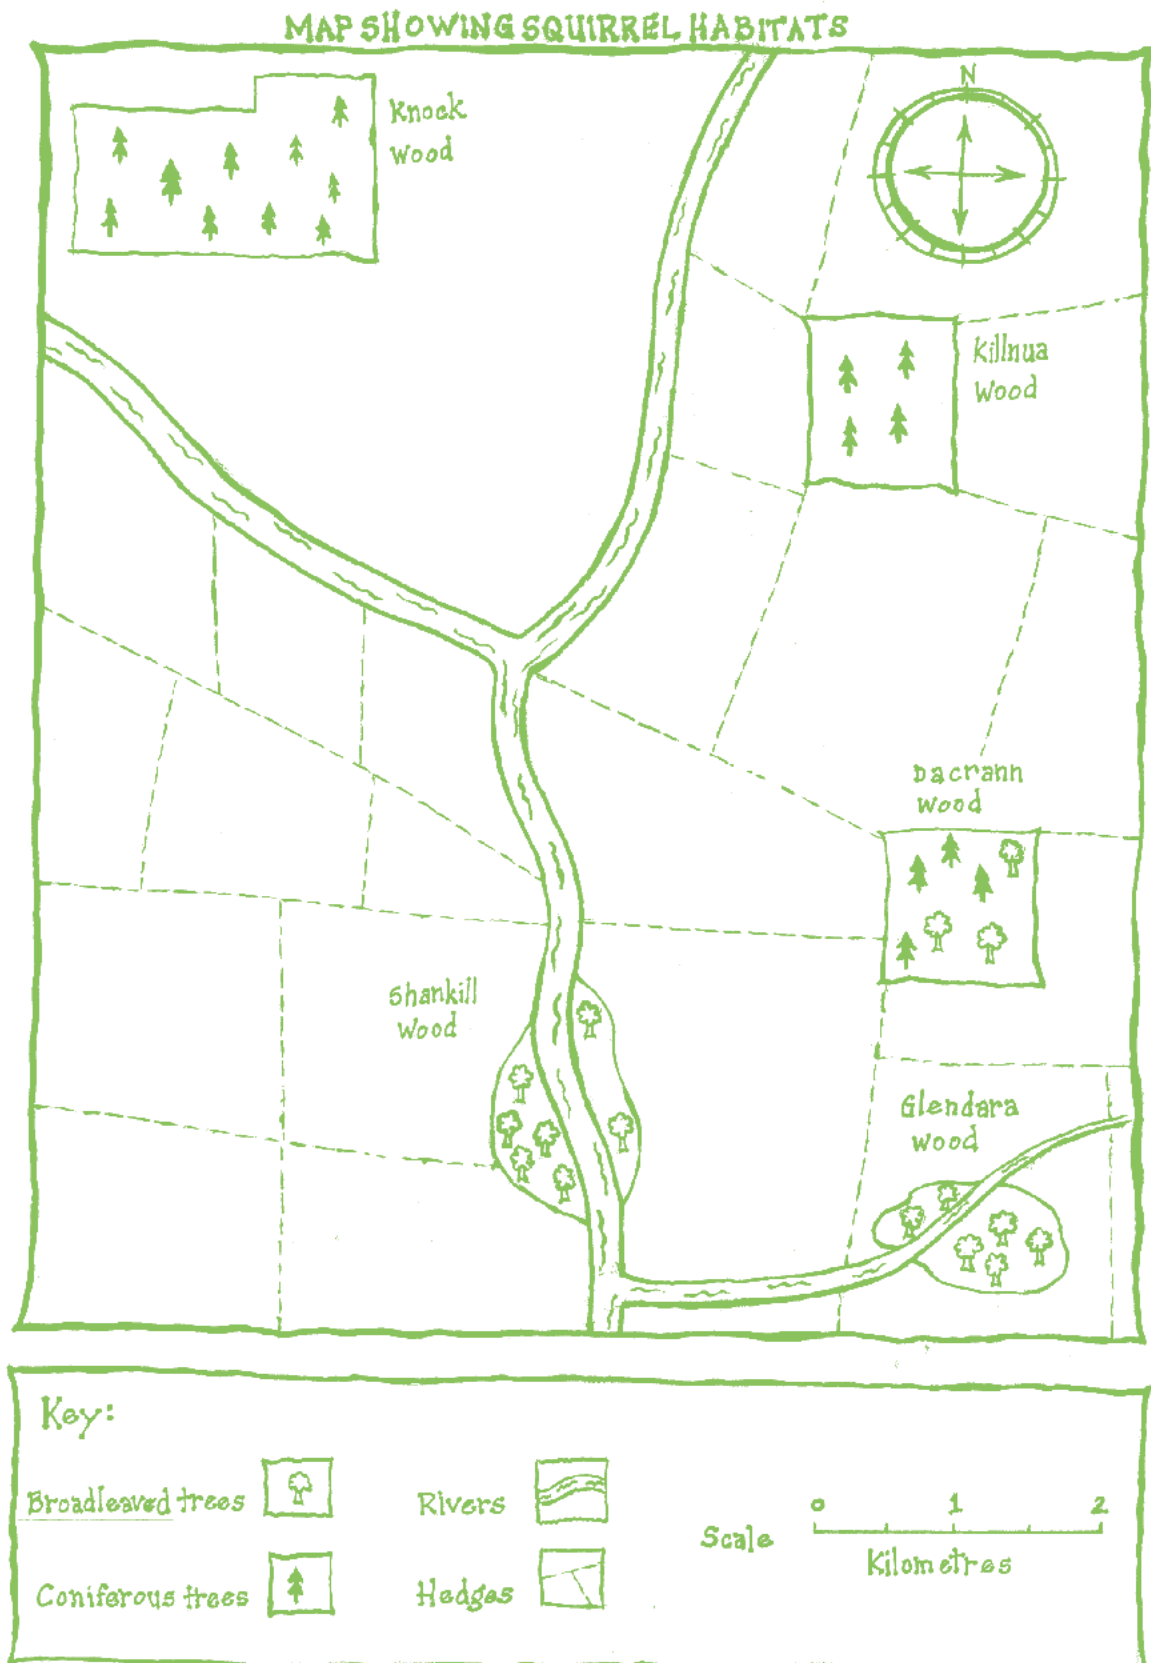 MAP SHOWING SQUIRREL HABITATS
N
Knock
Wood
Killnua
Wood
Dacrann
Wood
Shankill
Wood
Glendara
Wood
Key:
Broadleaved trees
Rivers
Coniferous trees
Hedges
Scale
0 1 2
Kilometres